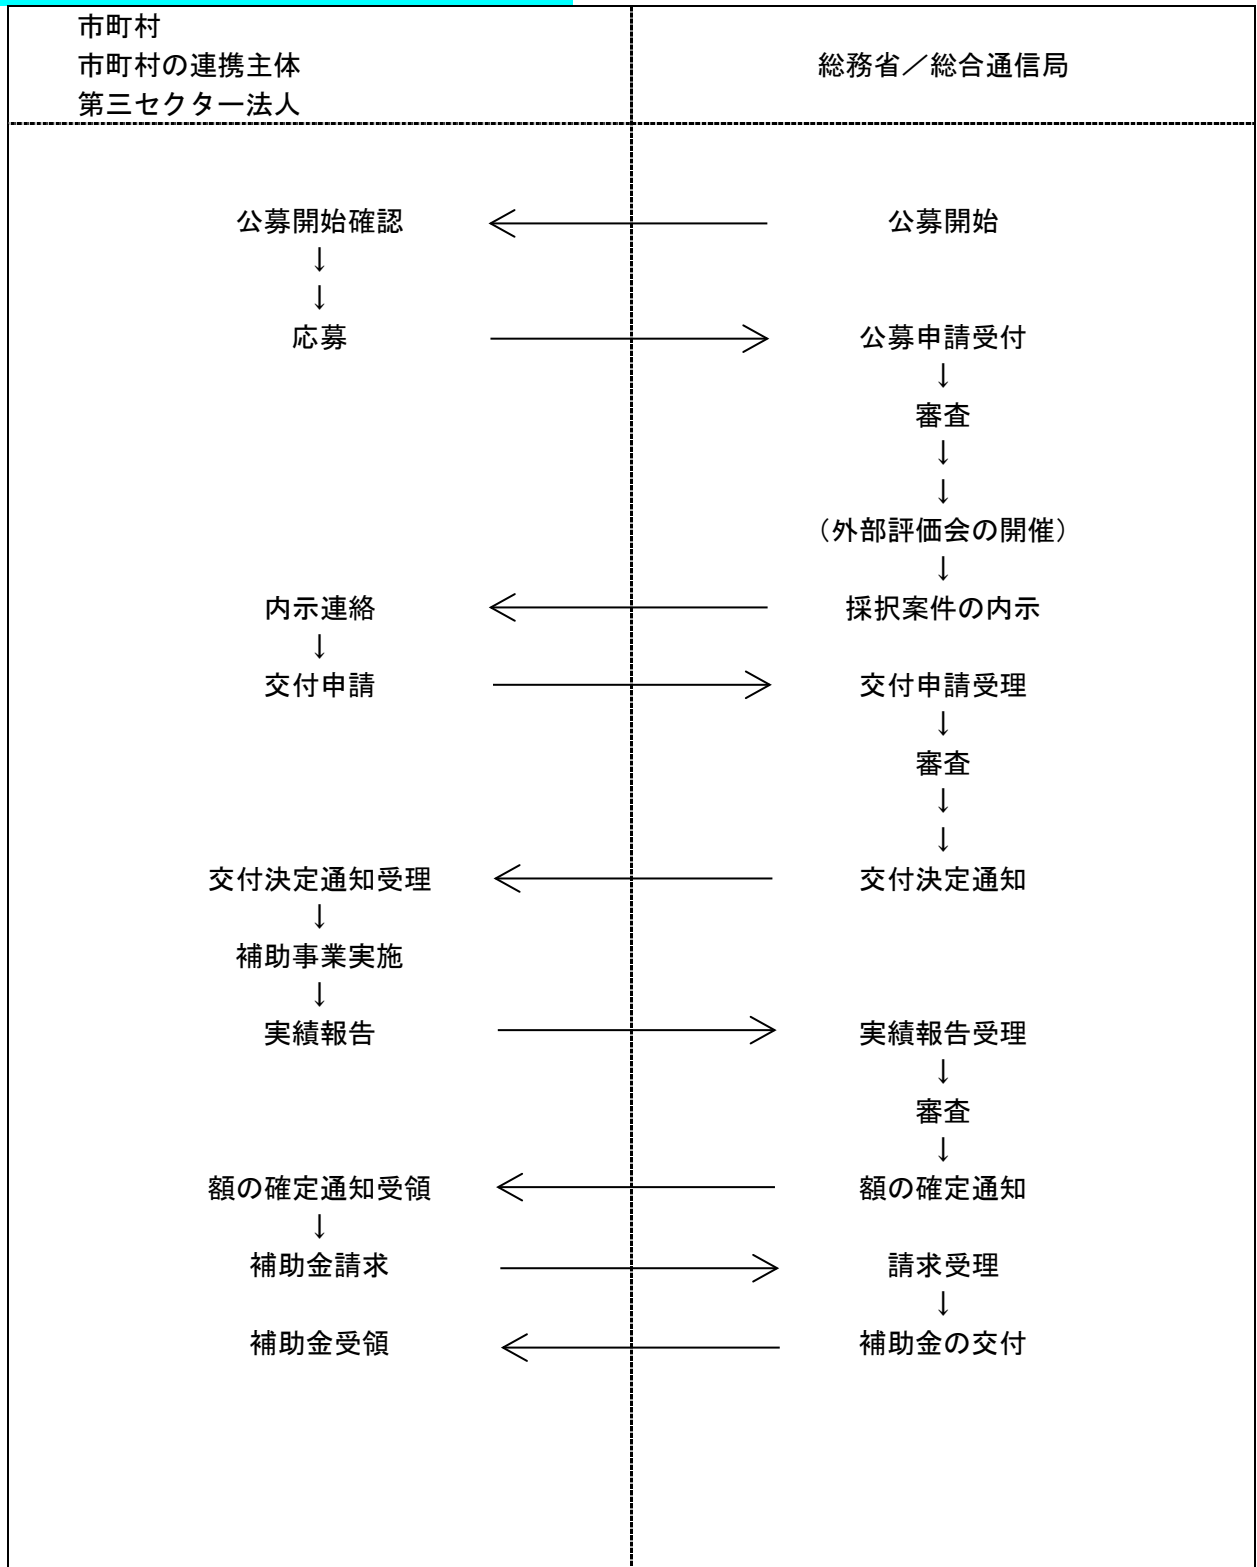 市町村
市町村の連携主体
第三セクター法人
総務省／総合通信局
公募開始確認
公募開始
↓
↓
応募
公募申請受付
↓
審査
↓
↓
（外部評価会の開催）
↓
内示連絡
採択案件の内示
↓
交付申請
交付申請受理
↓
審査
↓
↓
交付決定通知受理
交付決定通知
↓
補助事業実施
↓
実績報告
実績報告受理
↓
審査
↓
額の確定通知受領
額の確定通知
↓
補助金請求
請求受理
↓
補助金受領
補助金の交付